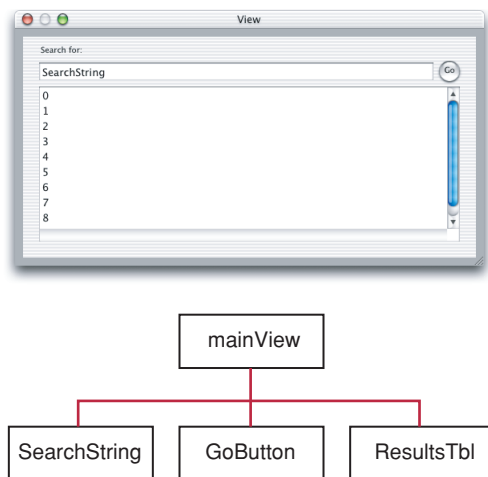 View
Search for:
SearchString
Go
0
1
2
3
4
5
6
7
8
mainView
SearchString
GoButton
ResultsTbl